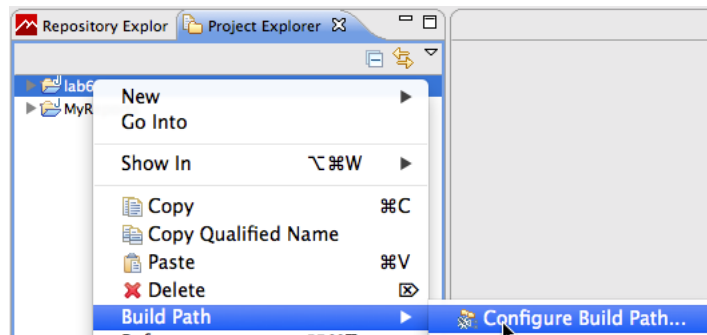 Repository Explor Project Explorer
lab6
MyR
New
Go Into
Show In ⌥⌘W
Copy ⌘C
Copy Qualified Name
Paste ⌘V
Delete ⌦
Build Path
Configure Build Path...